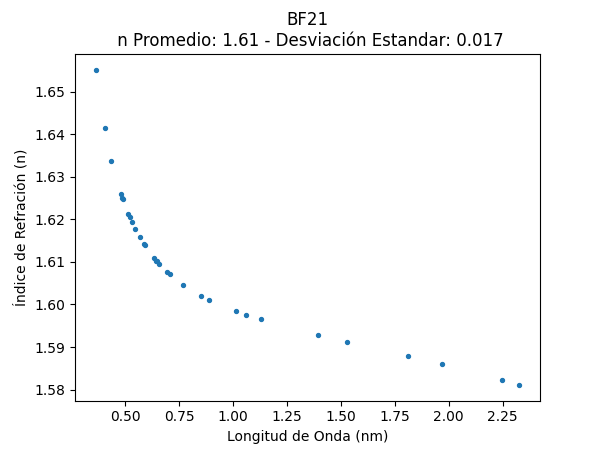 BF21
n Promedio: 1.61 - Desviación Estandar: 0.017
1.65
1.64
1.63
1.62
1.61
1.60
1.59
1.58
Índice de Refración (n)
0.50 0.75 1.00 1.25 1.50 1.75 2.00 2.25
Longitud de Onda (nm)